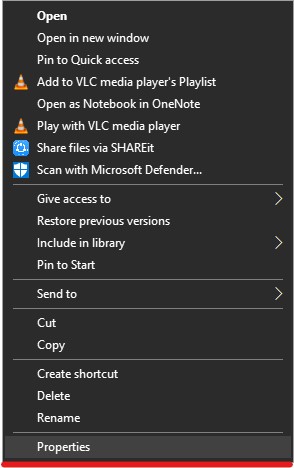 Open
Open in new window
Pin to Quick access
Add to VLC media player's Playlist
Open as Notebook in OneNote
Play with VLC media player
Share files via SHAREit
Scan with Microsoft Defender...
Give access to
Restore previous versions
Include in library
Pin to Start
Send to
Cut
Copy
Create shortcut
Delete
Rename
Properties